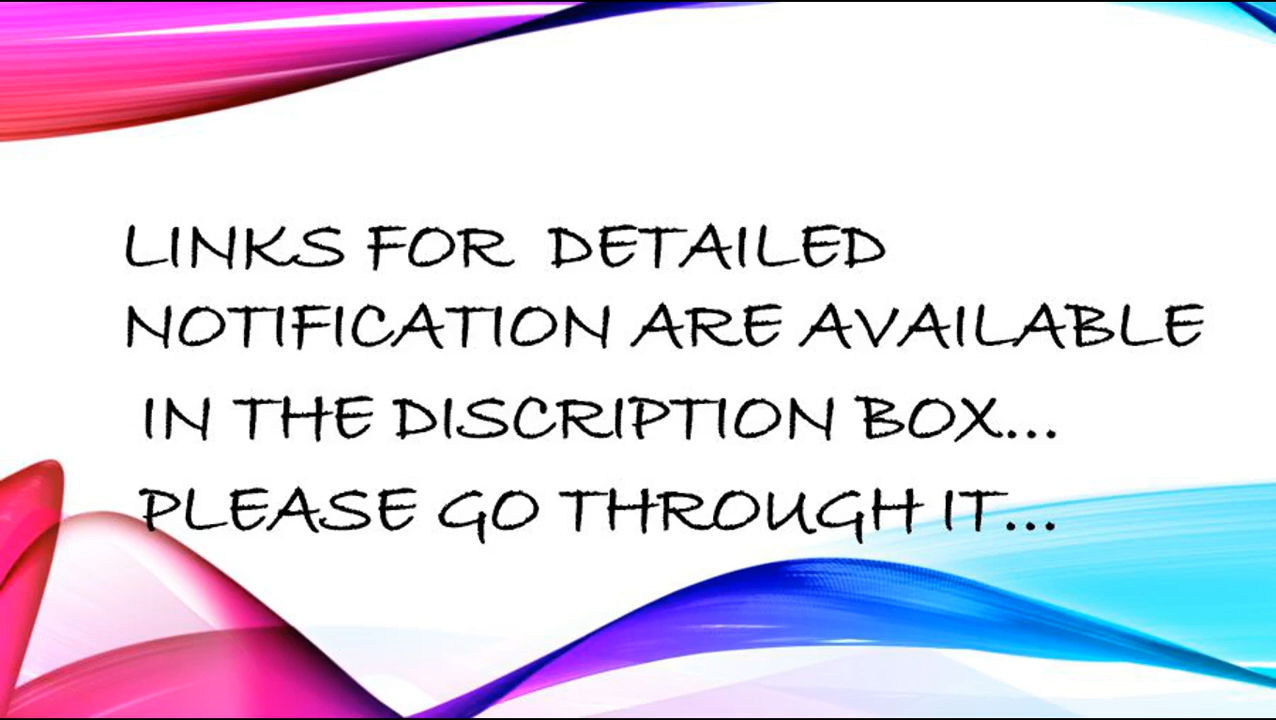 LINKS FOR DETAILED
NOTIFICATION ARE AVAILABLE
IN THE DISCRIPTION BOX...
PLEASE GO THROUGH IT...